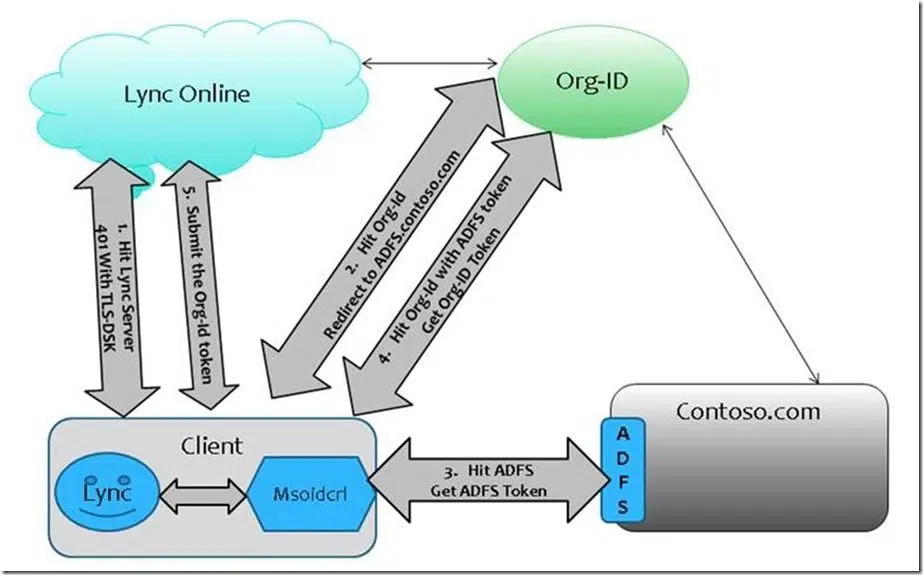 Lync Online
Org-ID
1. Hit Lync Server
401 With TLS-DSK
5. Submit the Org-Id token
2. Hit Org-Id
Redirect to ADFS.contoso.com
4. Hit Org-Id with ADFS token
Get Org-ID Token
Client
Lync
Msoidcrl
3. Hit ADFS
Get ADFS Token
Contoso.com
A
D
F
S